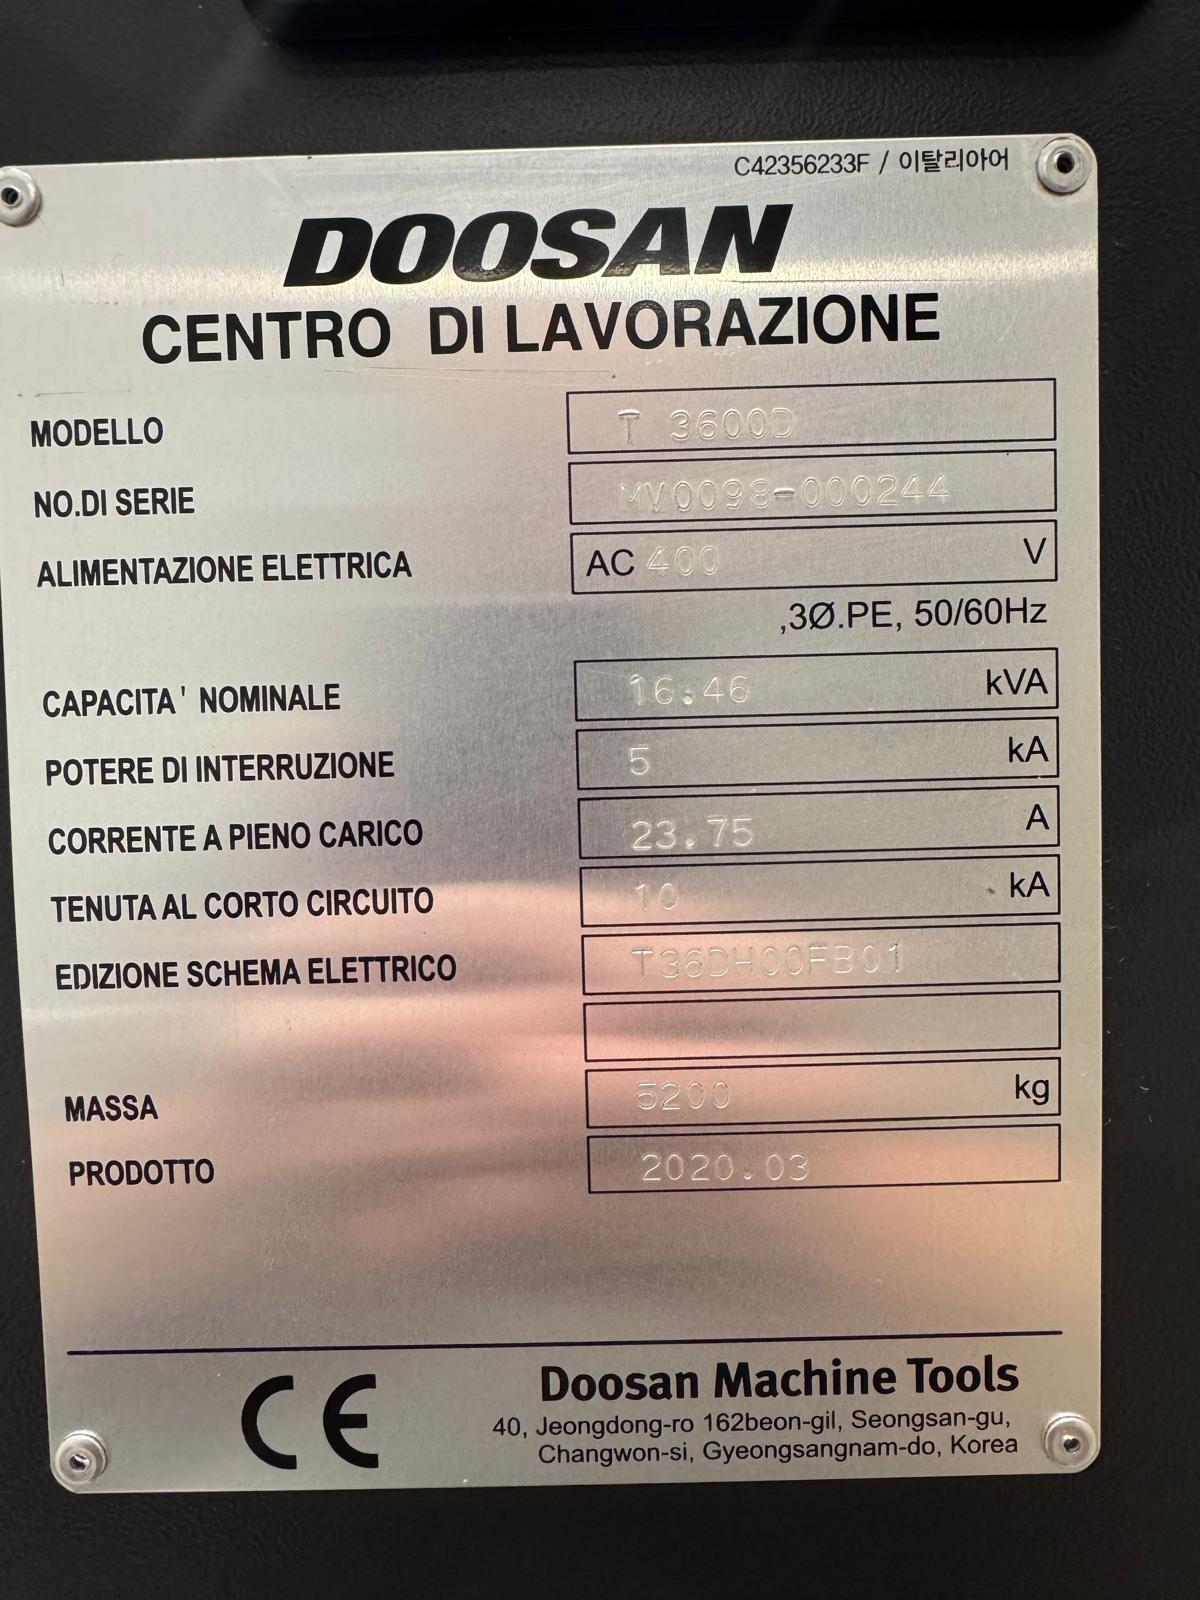 C42356233F / 이탈리아어
DOOSAN
CENTRO DI LAVORAZIONE
MODELLO T 3600D
NO.DI SERIE MV0098-000244
ALIMENTAZIONE ELETTRICA AC 400 V
,3Ø.PE, 50/60Hz
CAPACITA' NOMINALE 16.46 kVA
POTERE DI INTERRUZIONE 5 kA
CORRENTE A PIENO CARICO 23.75 A
TENUTA AL CORTO CIRCUITO 10 kA
EDIZIONE SCHEMA ELETTRICO T36DH00FB01
MASSA 5200 kg
PRODOTTO 2020.03
CE
Doosan Machine Tools
40, Jeongdong-ro 162beon-gil, Seongsan-gu,
Changwon-si, Gyeongsangnam-do, Korea